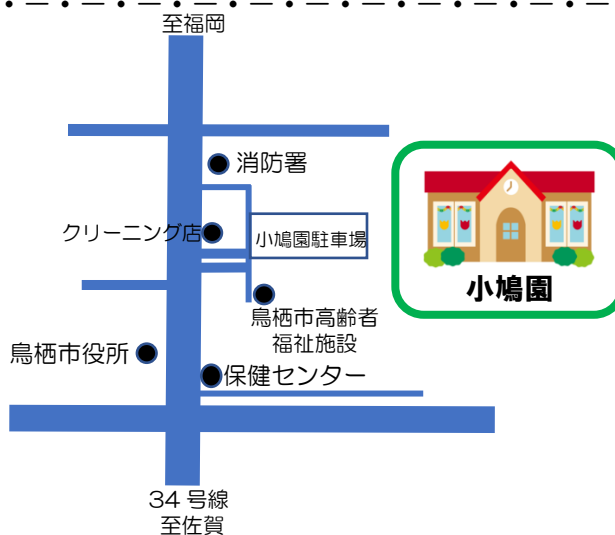 至福岡
消防署
クリーニング店
小鳩園駐車場
小鳩園
鳥栖市高齢者
福祉施設
鳥栖市役所
保健センター
34号線
至佐賀